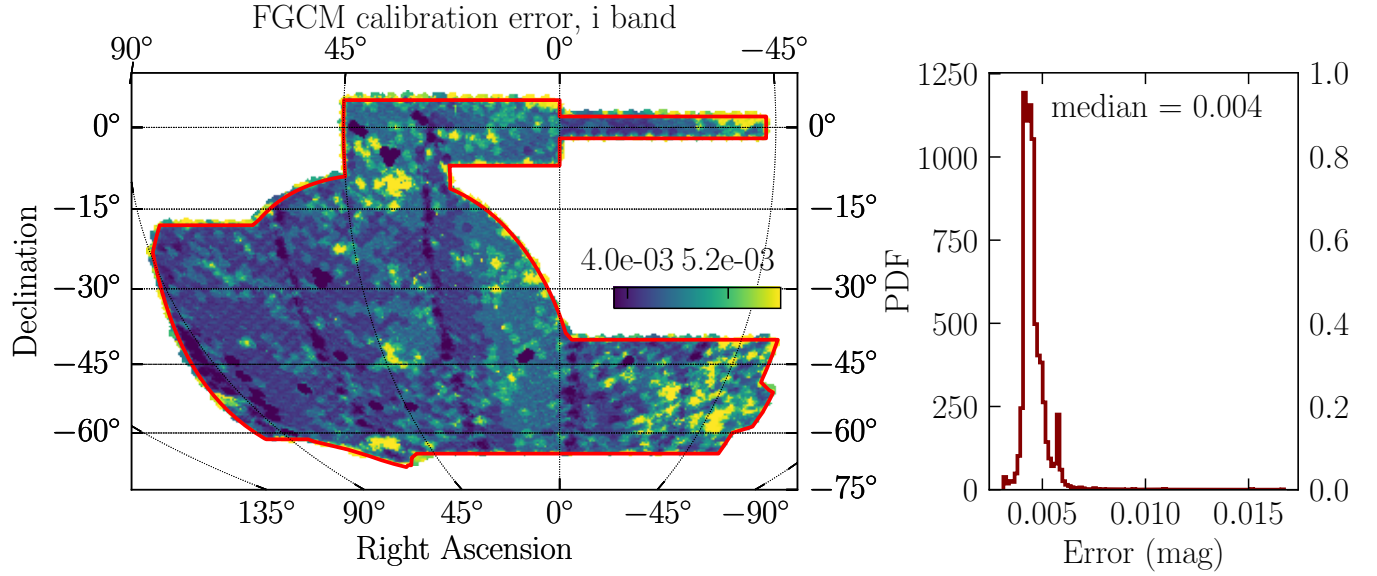 FGCM calibration error, i band
90° 45° 0° −45°
0° 0°
−15° −15°
−30° −30°
−45° −45°
−60° −60°
−75°
4.0e-03 5.2e-03
135° 90° 45° 0° −45° −90°
Right Ascension
Declination
median = 0.004
1250 1.0
1000 0.8
750 0.6
500 0.4
250 0.2
0 0.0
0.005 0.010 0.015
Error (mag)
PDF